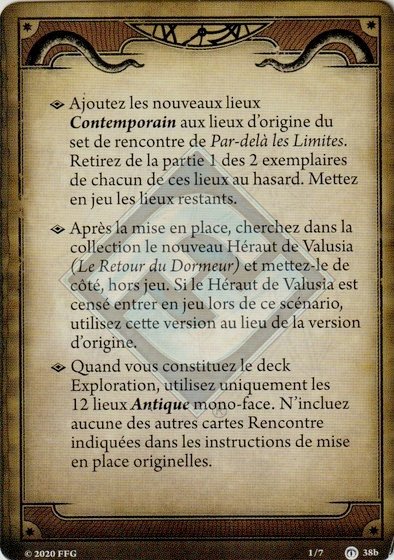 Ajoutez les nouveaux lieux
Contemporain aux lieux d'origine du
set de rencontre de Par-delà les Limites.
Retirez de la partie 1 des 2 exemplaires
de chacun de ces lieux au hasard. Mettez
en jeu les lieux restants.
Après la mise en place, cherchez dans la
collection le nouveau Héraut de Valusia
(Le Retour du Dormeur) et mettez-le de
côté, hors jeu. Si le Héraut de Valusia est
censé entrer en jeu lors de ce scénario,
utilisez cette version au lieu de la version
d'origine.
Quand vous constituez le deck
Exploration, utilisez uniquement les
12 lieux Antique mono-face. N'incluez
aucune des autres cartes Rencontre
indiquées dans les instructions de mise
en place originelles.
® 
© 2020 FFG 1/7 38b